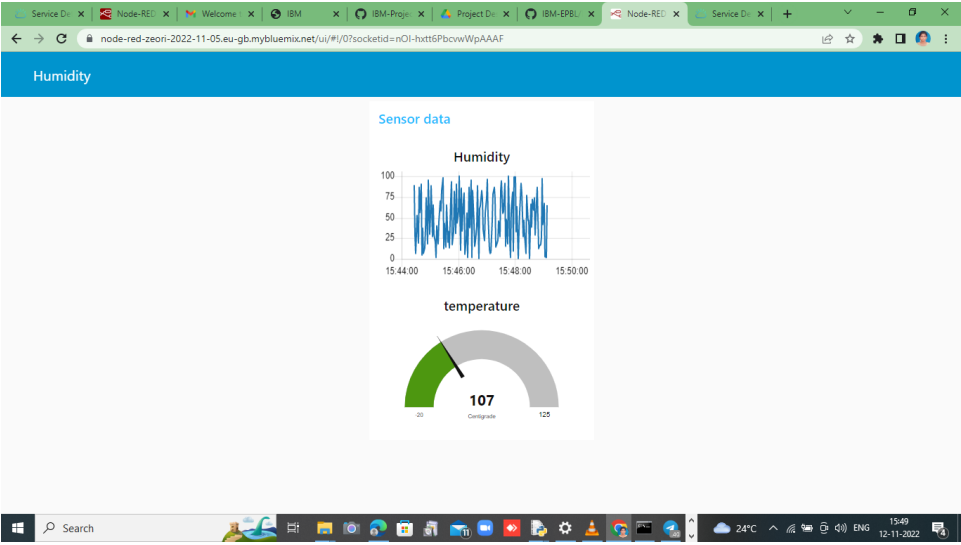 Service De
Node-RED
Welcome t
IBM
IBM-Projec
Project De
IBM-EPBL/
Node-RED
Service De
node-red-zeori-2022-11-05.eu-gb.mybluemix.net/ui/#!/0?socketid=nOI-hxtt6PbcvwWpAAAF
Humidity
Sensor data
Humidity
100
75
50
25
0
15:44:00 15:46:00 15:48:00 15:50:00
temperature
107
-20 Centigrade 125
Search
11
24°C
ENG
15:49
12-11-2022
4